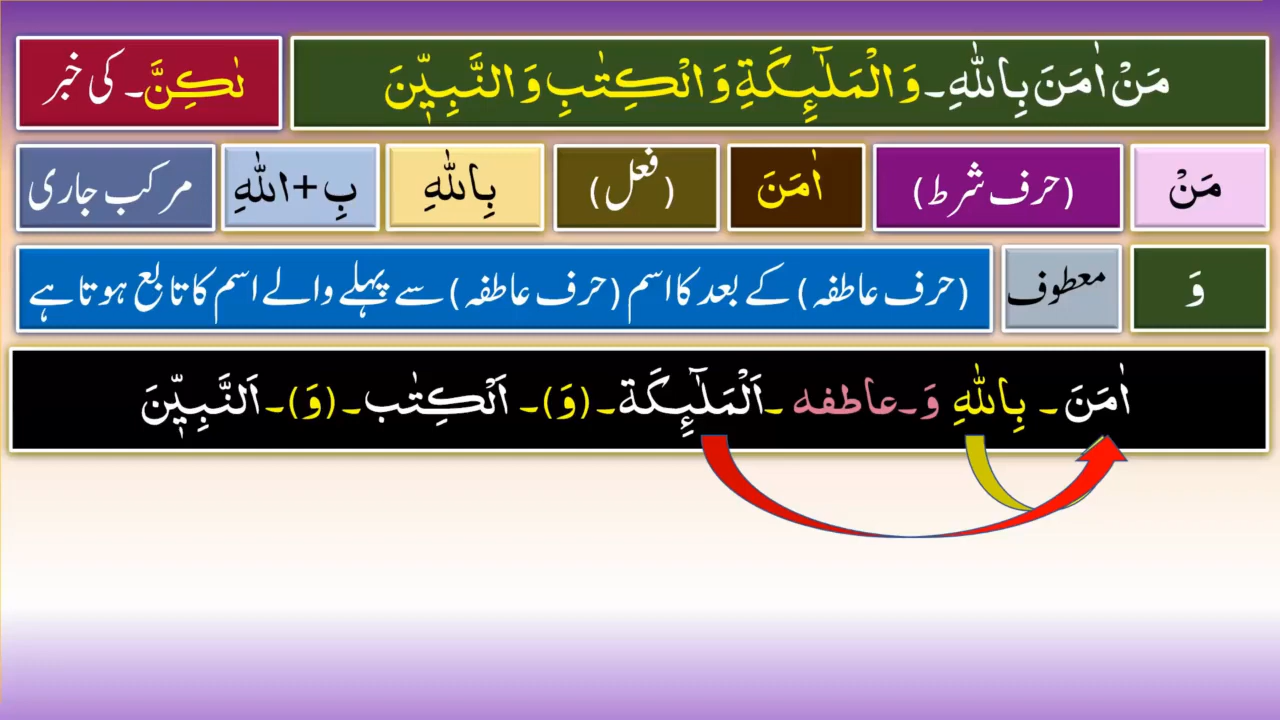 مَنْ اٰمَنَ بِاللّٰهِ۔وَالْمَلٰٓئِكَةِ وَالْكِتٰبِ وَالنَّبِيّٖنَ لٰكِنَّ۔ کی خبر
مَنْ (حرف شرط) اٰمَنَ (فعل) بِاللّٰهِ بِ+اللّٰهِ مرکب جاری
وَ معطوف (حرف عاطفہ) کے بعد کا اسم (حرف عاطفہ) سے پہلے والے اسم کا تابع ہوتا ہے
اٰمَنَ ۔ بِاللّٰهِ وَ۔عاطفہ ۔اَلْمَلٰٓئِكَة۔(وَ)۔ اَلْكِتٰب۔(وَ)۔اَلنَّبِيّٖنَ